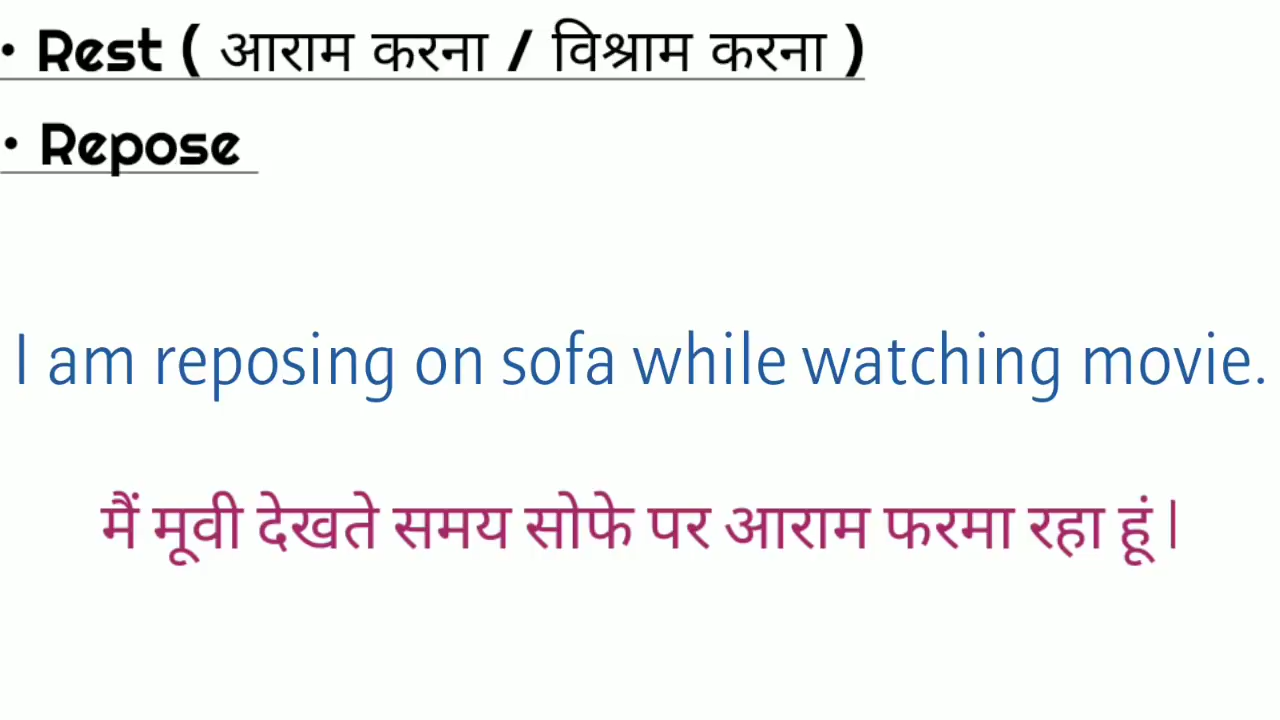 • Rest ( आराम करना / विश्राम करना )
• Repose
I am reposing on sofa while watching movie.
मैं मूवी देखते समय सोफे पर आराम फरमा रहा हूं |